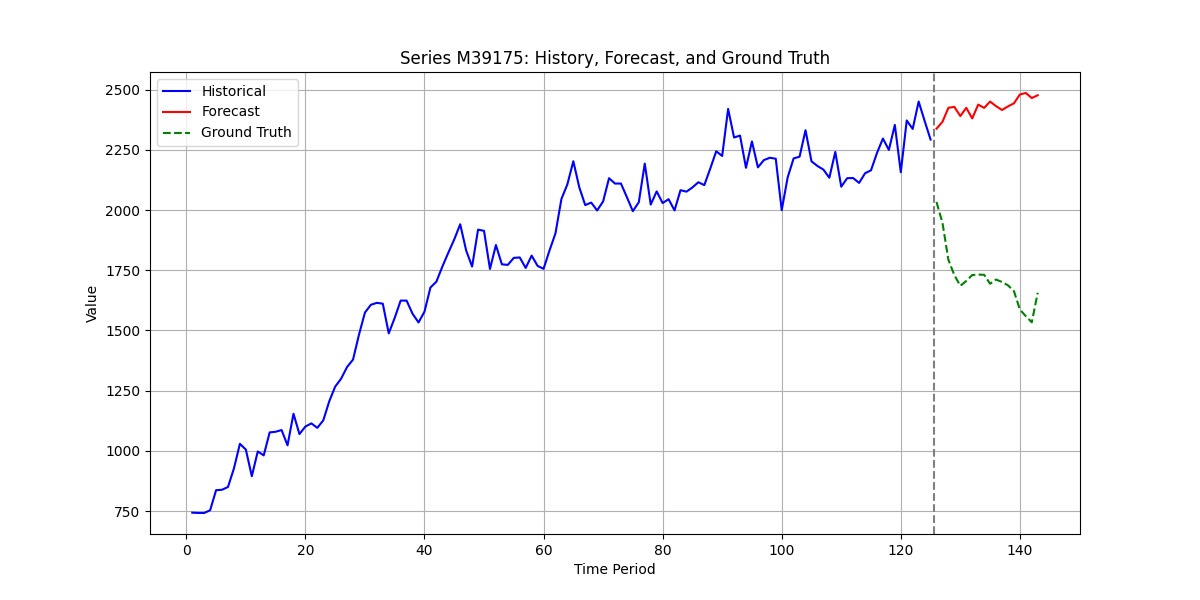 Series M39175: History, Forecast, and Ground Truth
Historical
Forecast
Ground Truth
2500
2250
2000
1750
1500
1250
1000
750
Value
0 20 40 60 80 100 120 140
Time Period